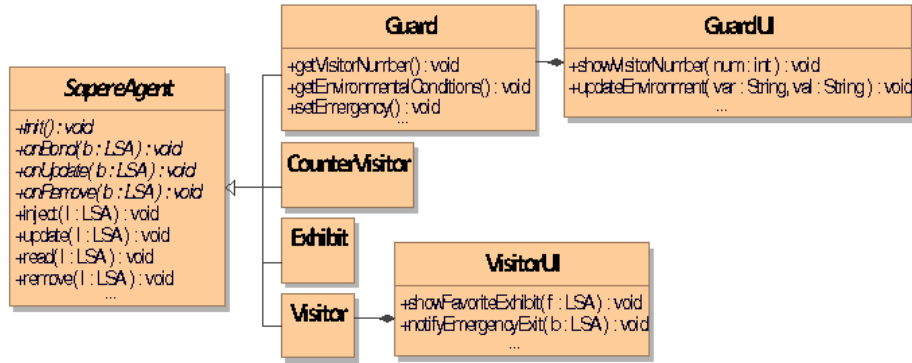 SapereAgent
+init() : void
+onBond( b : LSA) : void
+onUpdate( b : LSA) : void
+onRemove( b : LSA) : void
+inject( l : LSA) : void
+update( l : LSA) : void
+read( l : LSA) : void
+remove( l : LSA) : void
...
Guard
+getVisitorNumber() : void
+getEnvironmentalConditions() : void
+setEmergency() : void
...
GuardUI
+showVisitorNumber( num : int ) : void
+updateEnvironment( var : String, val : String ) : void
...
CounterVisitor
Exhibit
Visitor
VisitorUI
+showFavoriteExhibit( f : LSA) : void
+notifyEmergencyExit( b : LSA) : void
...